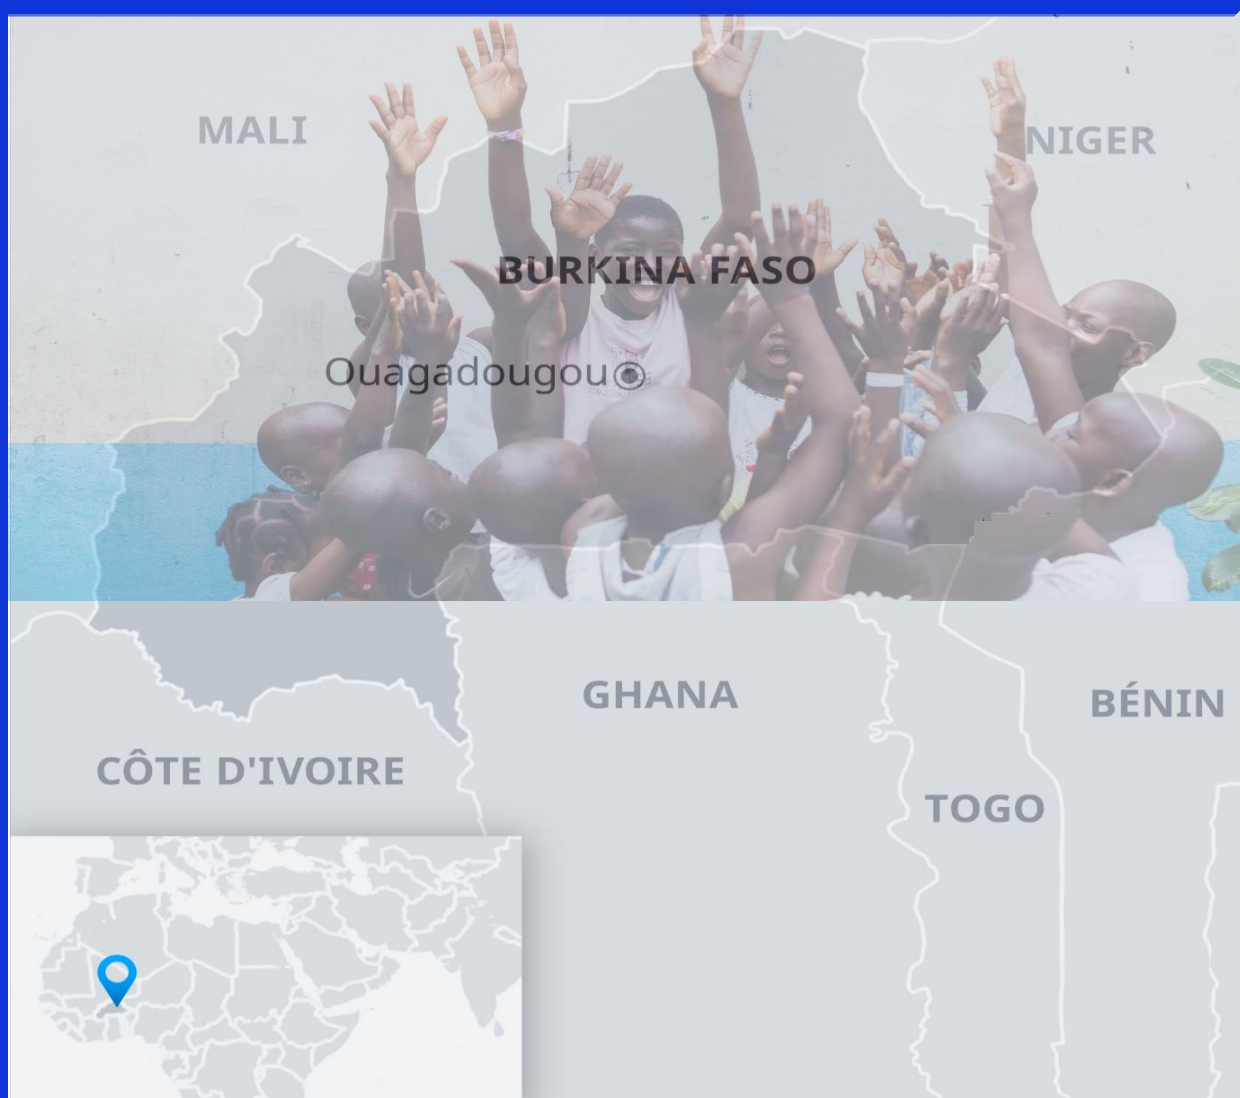 MALI
NIGER
BURKINA FASO
Ouagadougou
GHANA
BÉNIN
CÔTE D'IVOIRE
TOGO